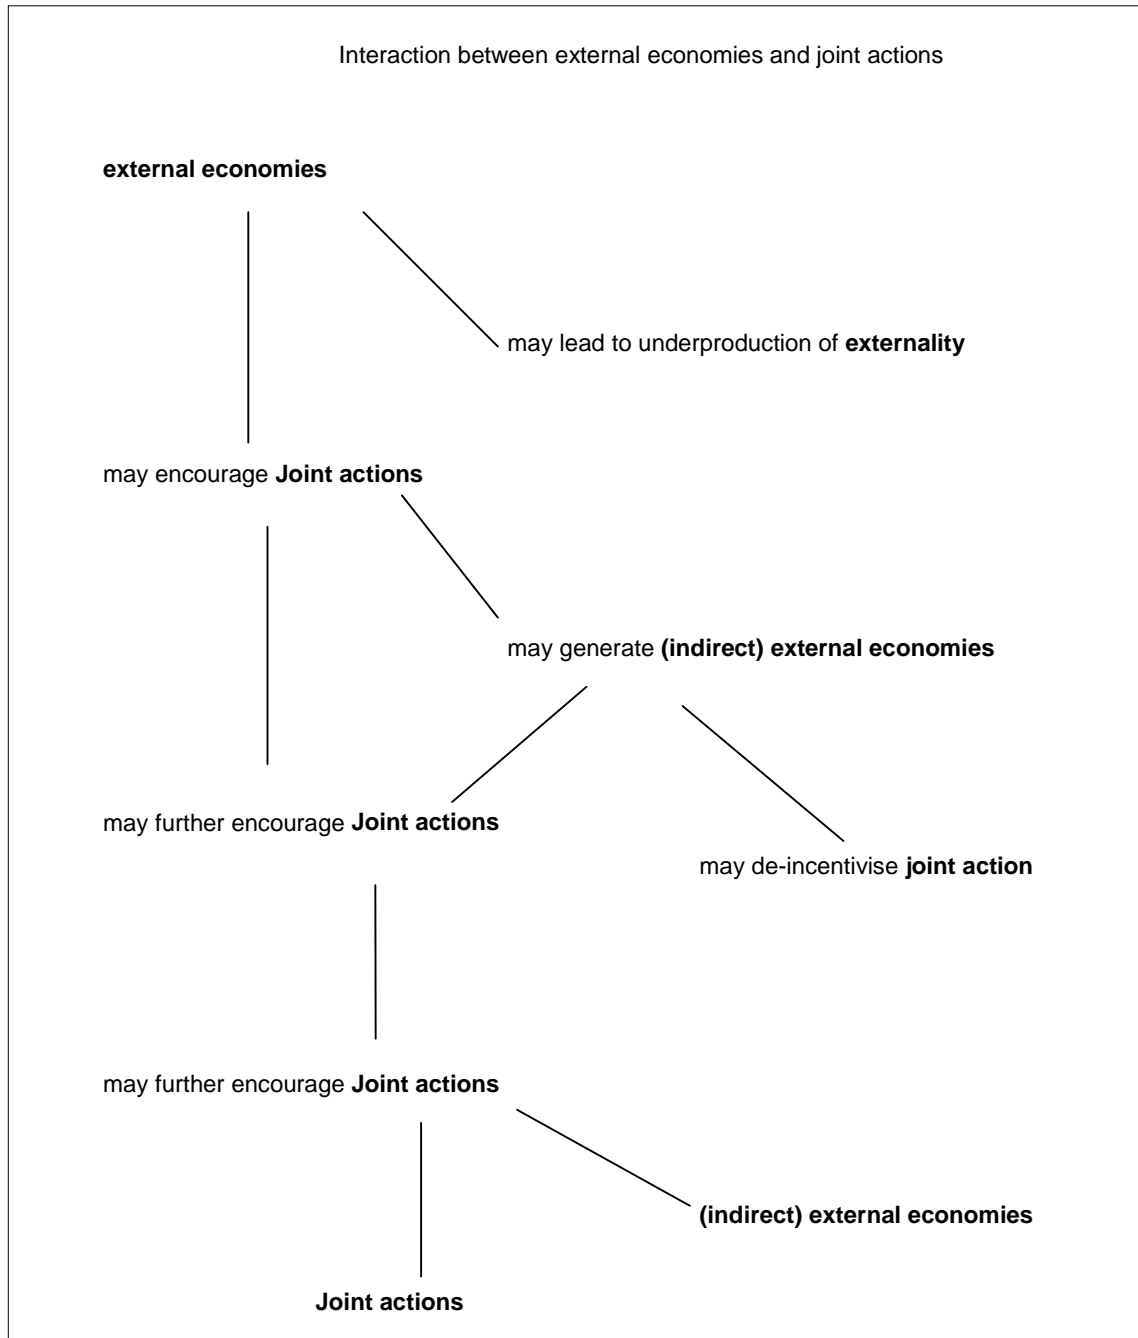 Interaction between external economies and joint actions
external economies
may lead to underproduction of externality
may encourage Joint actions
may generate (indirect) external economies
may further encourage Joint actions
may de-incentivise joint action
may further encourage Joint actions
(indirect) external economies
Joint actions